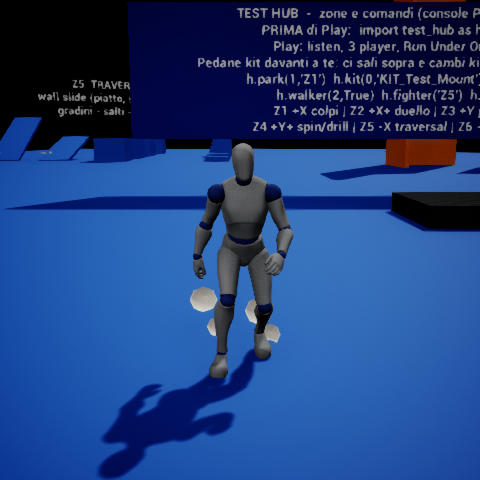 TEST HUB - zone e comandi (console P
PRIMA di Play: import test_hub as h
Play: listen, 3 player, Run Under O
Pedane kit davanti a te: ci sali sopra e cambi ki
h.park(1,'Z1') h.kit(0,'KIT_Test_Mount'
h.walker(2,True) h.fighter('Z5') h.
Z1 +X colpi | Z2 +X+ duello | Z3 +Y
Z4 +Y+ spin/drill | Z5 -X traversal | Z6 -
Z5 TRAVER
wall slide (piatto,
gradini - salti -